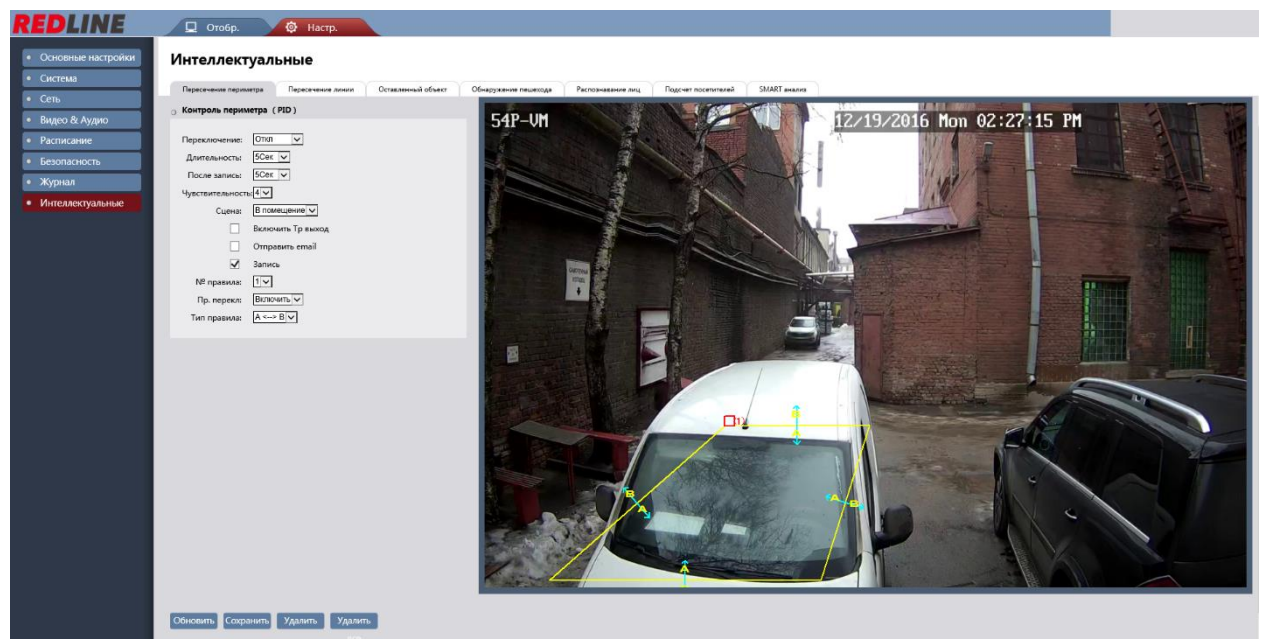 REDLINE
Отобр.
Настр.
Основные настройки
Система
Сеть
Видео & Аудио
Расписание
Безопасность
Журнал
Интеллектуальные
Интеллектуальные
Пересечение периметра
Пересечение линии
Оставленный объект
Обнаружение пешехода
Распознавание лиц
Подсчет посетителей
SMART анализ
Контроль периметра ( PID )
Переключение: Откл
Длительность: 5Сек
После запись: 5Сек
Чувствительность: 4
Сцена: В помещение
Включить Тр выход
Отправить email
Запись
№ правила: 1
Пр. перекл: Включить
Тип правила: A <--> B
54P-VM
12/19/2016 Mon 02:27:15 PM
1
B
A
B
A
A
B
A
Обновить
Сохранить
Удалить
Удалить